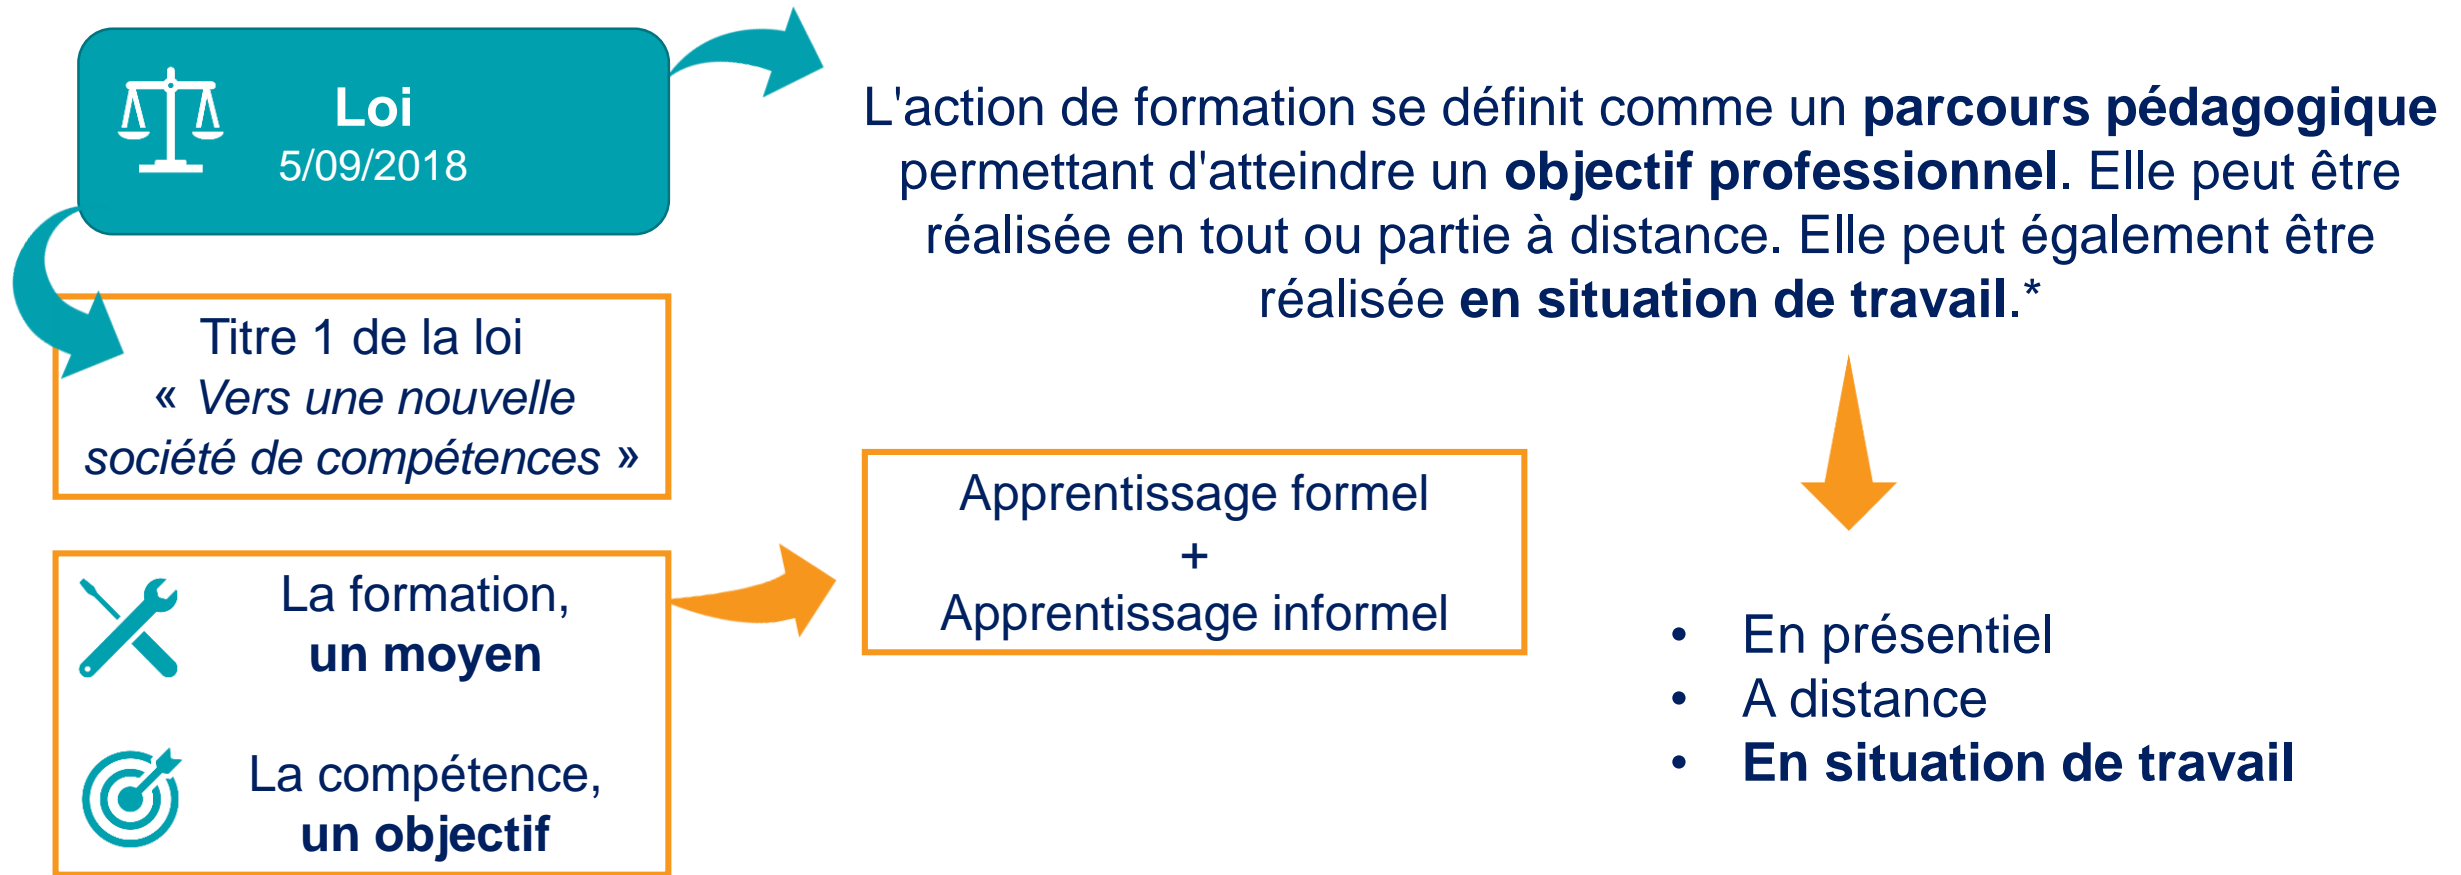 Loi
5/09/2018
L'action de formation se définit comme un parcours pédagogique
permettant d'atteindre un objectif professionnel. Elle peut être
réalisée en tout ou partie à distance. Elle peut également être
réalisée en situation de travail.*
Titre 1 de la loi
« Vers une nouvelle
société de compétences »
La formation,
un moyen
La compétence,
un objectif
Apprentissage formel
+
Apprentissage informel
• En présentiel
• A distance
• En situation de travail